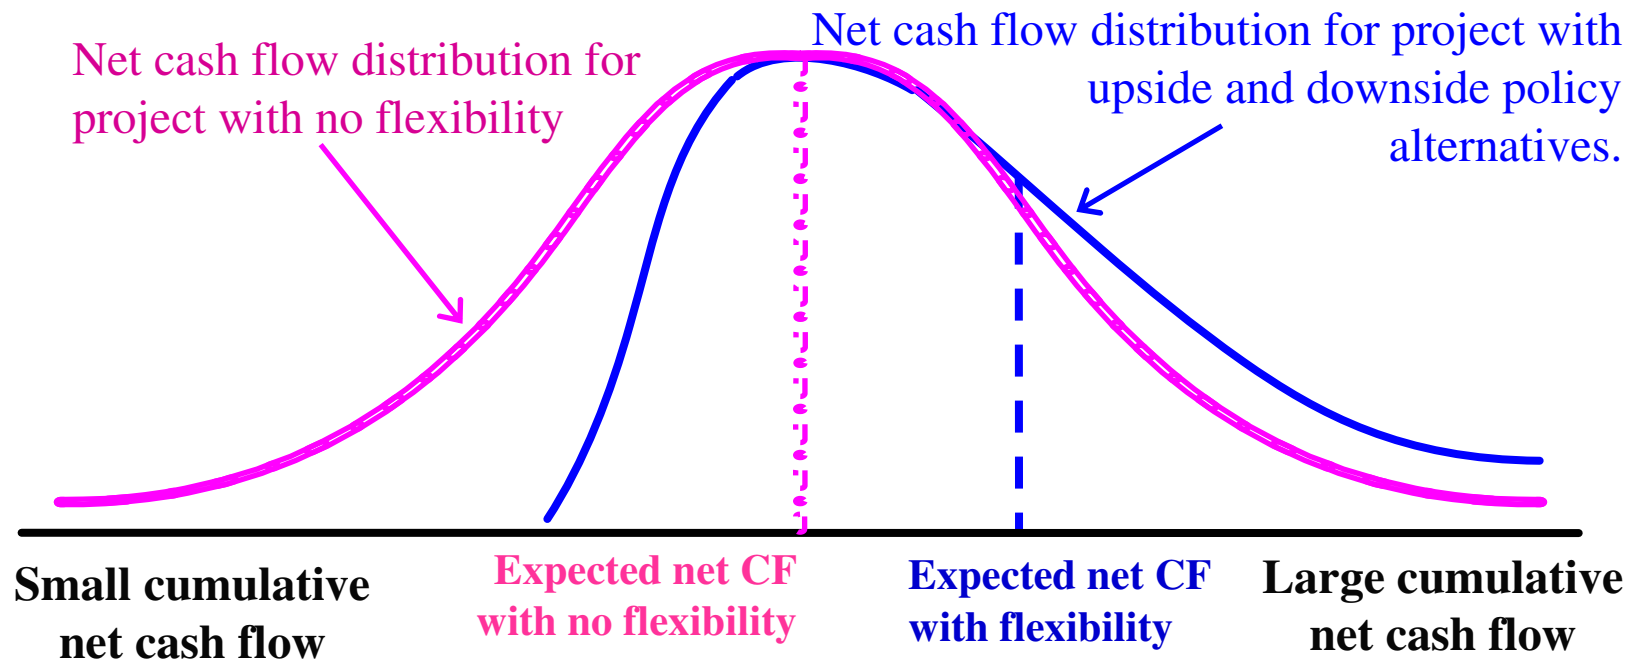 Net cash flow distribution for
project with no flexibility
Net cash flow distribution for project with
upside and downside policy
alternatives.
Small cumulative
net cash flow
Expected net CF
with no flexibility
Expected net CF
with flexibility
Large cumulative
net cash flow